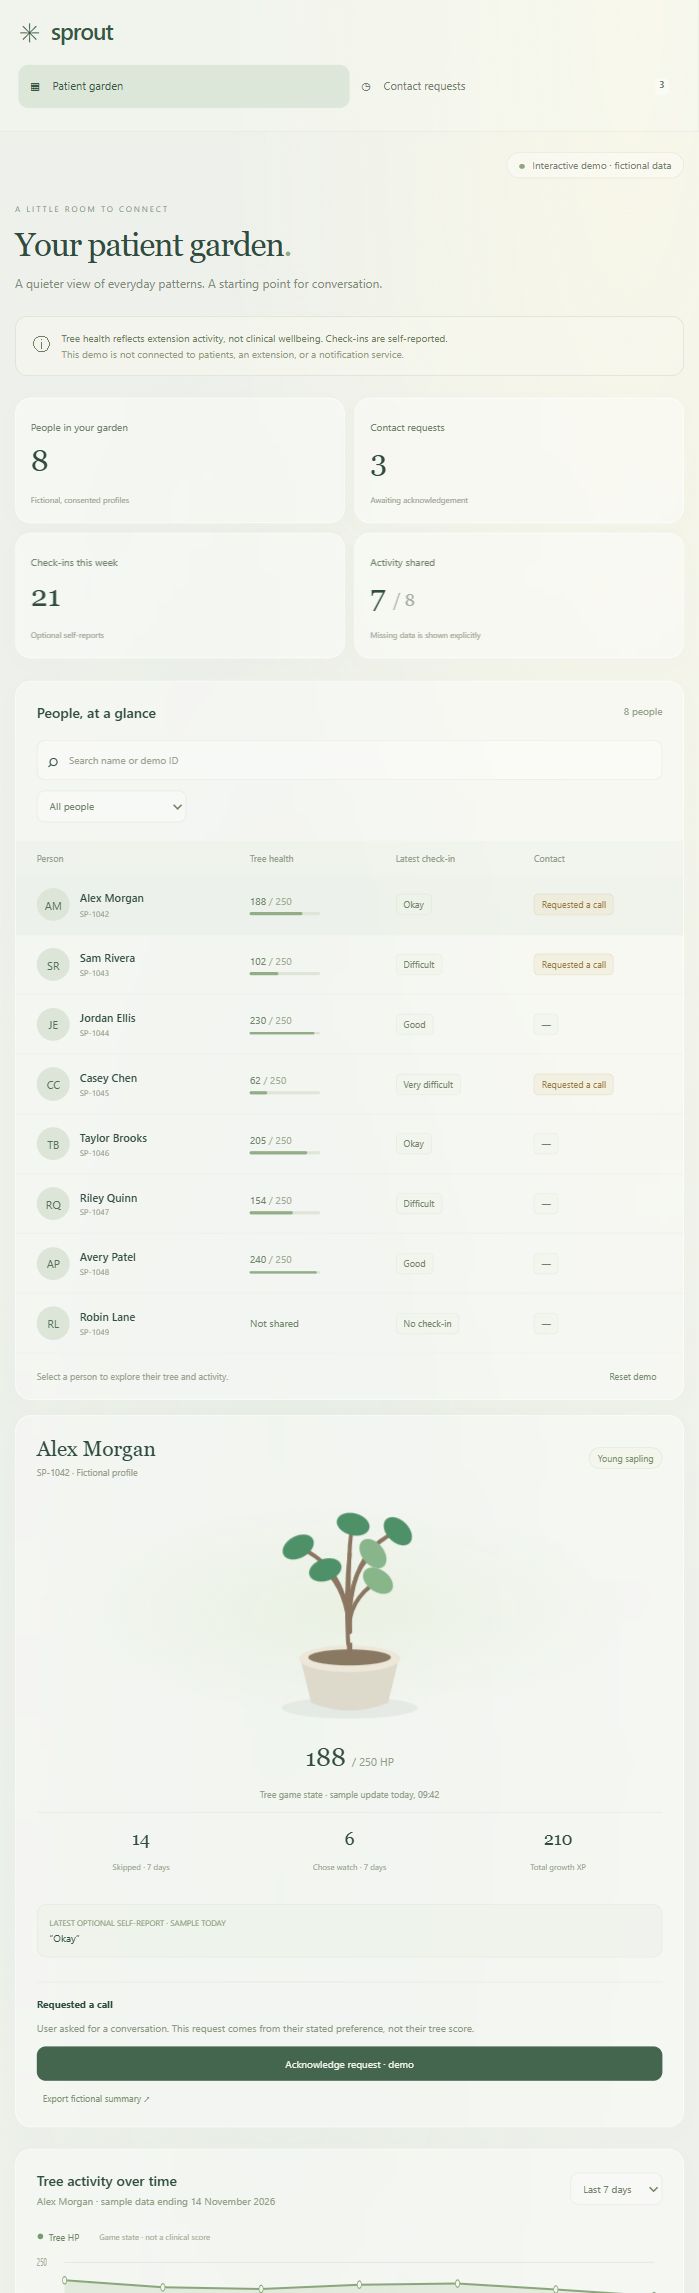 sprout
Patient garden
Contact requests
3
Interactive demo · fictional data
A LITTLE ROOM TO CONNECT
Your patient garden.
A quieter view of everyday patterns. A starting point for conversation.
Tree health reflects extension activity, not clinical wellbeing. Check-ins are self-reported.
This demo is not connected to patients, an extension, or a notification service.
People in your garden
8
Fictional, consented profiles
Contact requests
3
Awaiting acknowledgement
Check-ins this week
21
Optional self-reports
Activity shared
7 / 8
Missing data is shown explicitly
People, at a glance
8 people
Search name or demo ID
All people
Person Tree health Latest check-in Contact
AM Alex Morgan 188 / 250 Okay Requested a call
SP-1042
SR Sam Rivera 102 / 250 Difficult Requested a call
SP-1043
JE Jordan Ellis 230 / 250 Good —
SP-1044
CC Casey Chen 62 / 250 Very difficult Requested a call
SP-1045
TB Taylor Brooks 205 / 250 Okay —
SP-1046
RQ Riley Quinn 154 / 250 Difficult —
SP-1047
AP Avery Patel 240 / 250 Good —
SP-1048
RL Robin Lane Not shared No check-in —
SP-1049
Select a person to explore their tree and activity.
Reset demo
Alex Morgan
SP-1042 · Fictional profile
Young sapling
188 / 250 HP
Tree game state · sample update today, 09:42
14 6 210
Skipped · 7 days Chose watch · 7 days Total growth XP
LATEST OPTIONAL SELF-REPORT · SAMPLE TODAY
“Okay”
Requested a call
User asked for a conversation. This request comes from their stated preference, not their tree score.
Acknowledge request · demo
Export fictional summary ↗
Tree activity over time
Alex Morgan · sample data ending 14 November 2026
Last 7 days
Tree HP Game state · not a clinical score
250